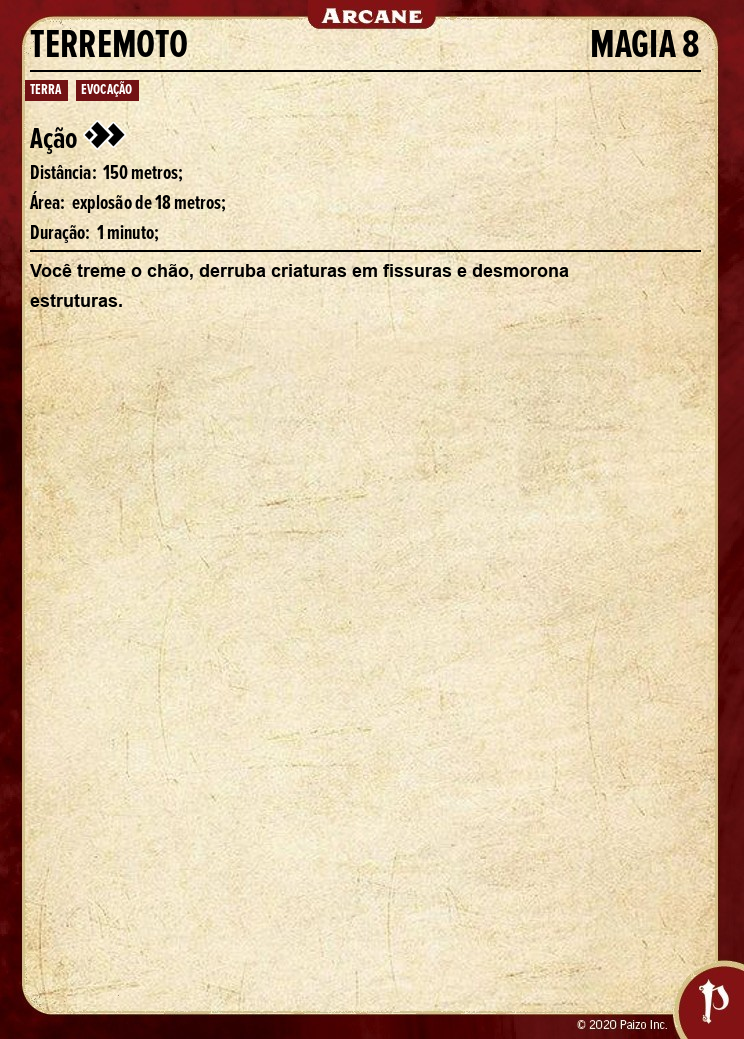 ARCANE
TERREMOTO MAGIA 8
TERRA EVOCAÇÃO
Ação
Distância: 150 metros;
Área: explosão de 18 metros;
Duração: 1 minuto;
Você treme o chão, derruba criaturas em fissuras e desmorona
estruturas.
© 2020 Paizo Inc.
P